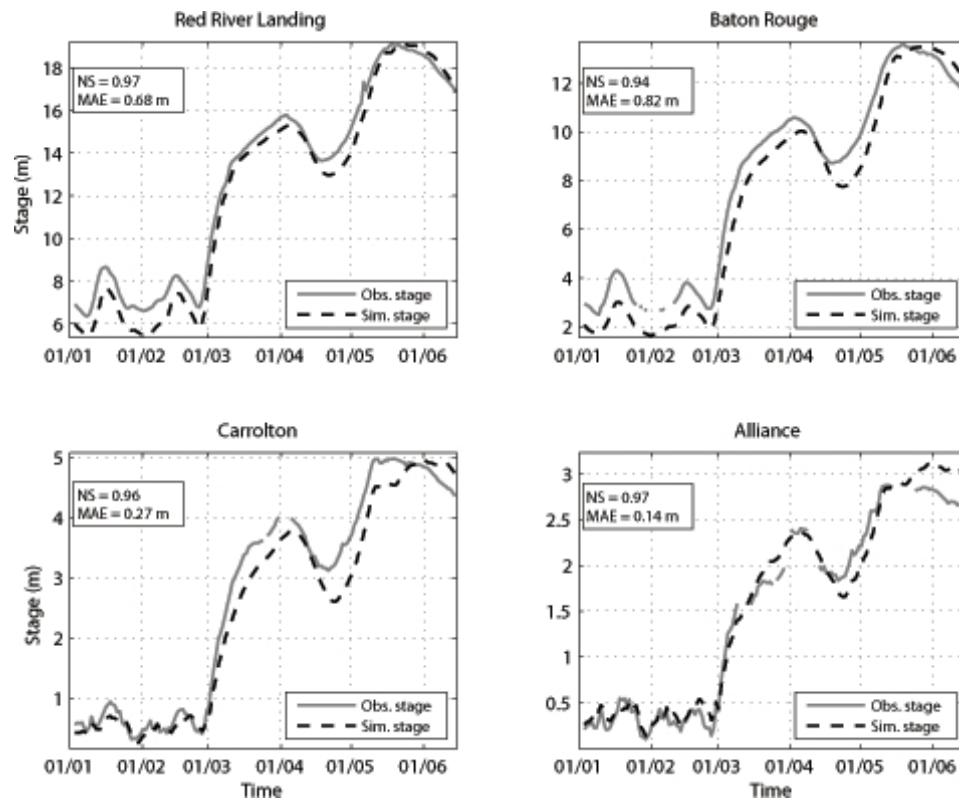 Red River Landing
NS = 0.97
MAE = 0.68 m
Stage (m)
18
16
14
12
10
8
6
Obs. stage
Sim. stage
01/01 01/02 01/03 01/04 01/05 01/06
Baton Rouge
NS = 0.94
MAE = 0.82 m
12
10
8
6
4
2
Obs. stage
Sim. stage
01/01 01/02 01/03 01/04 01/05 01/06
Carrolton
NS = 0.96
MAE = 0.27 m
Stage (m)
5
4
3
2
1
Obs. stage
Sim. stage
01/01 01/02 01/03 01/04 01/05 01/06
Time
Alliance
NS = 0.97
MAE = 0.14 m
3
2.5
2
1.5
1
0.5
Obs. stage
Sim. stage
01/01 01/02 01/03 01/04 01/05 01/06
Time